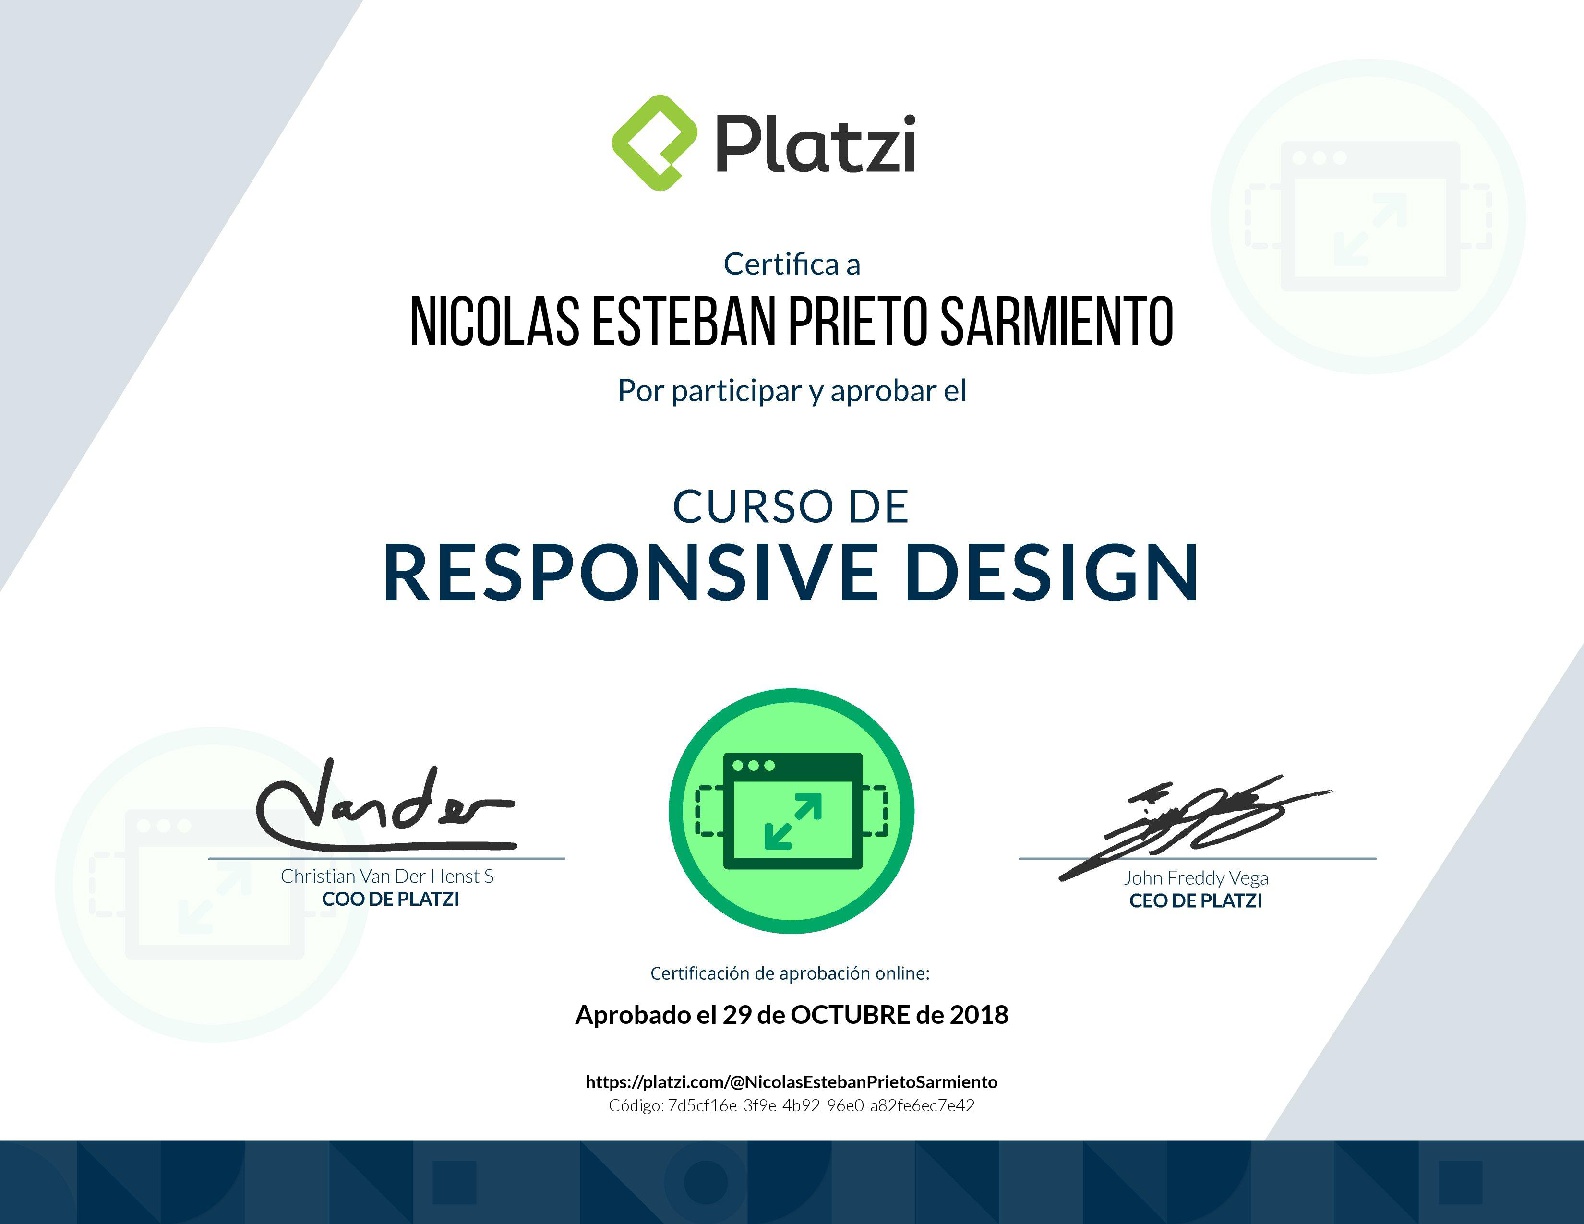 Platzi
Certifica a
NICOLAS ESTEBAN PRIETO SARMIENTO
Por participar y aprobar el
CURSO DE
RESPONSIVE DESIGN
Vander
Christian Van Der Henst S
COO DE PLATZI
John Freddy Vega
CEO DE PLATZI
Certificación de aprobación online:
Aprobado el 29 de OCTUBRE de 2018
https://platzi.com/@NicolasEstebanPrietoSarmiento
Código: 7d5cf16e-3f9e-4b92-96e0-a82fe6ec7e42